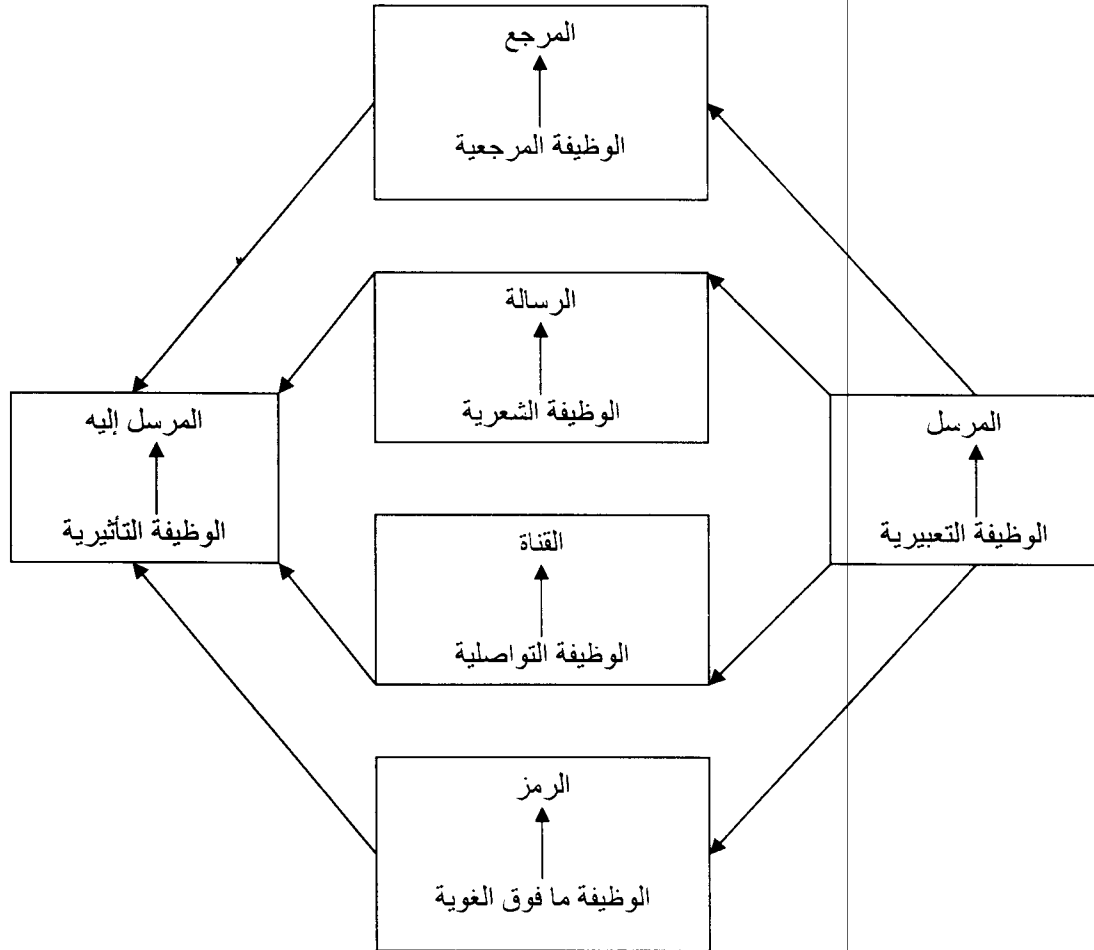 المرجع
الوظيفة المرجعية
الرسالة
الوظيفة الشعرية
المرسل
الوظيفة التعبيرية
المرسل إليه
الوظيفة التأثيرية
القناة
الوظيفة التواصلية
الرمز
الوظيفة ما فوق الغوية